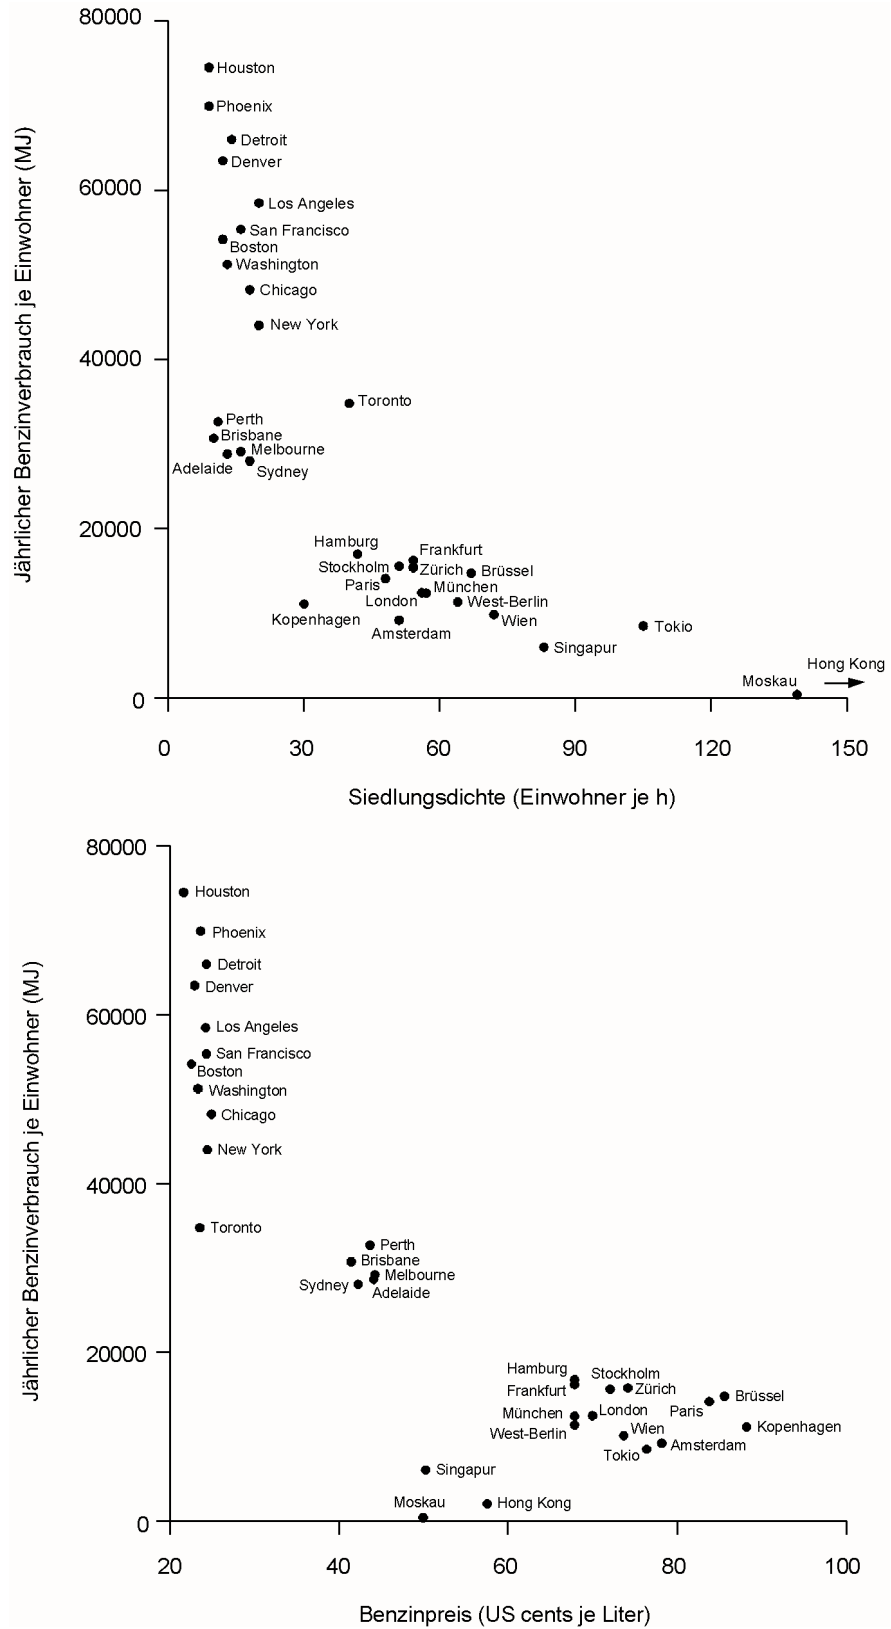 80000
Houston
Phoenix
Detroit
Denver
60000
Los Angeles
San Francisco
Boston
Washington
Chicago
New York
40000
Toronto
Perth
Brisbane
Melbourne
Adelaide
Sydney
20000
Hamburg
Frankfurt
Stockholm
Zürich
Brüssel
Paris
München
London
West-Berlin
Kopenhagen
Wien
Amsterdam
Tokio
Singapur
Hong Kong
Moskau
0
Jährlicher Benzinverbrauch je Einwohner (MJ)
0 30 60 90 120 150
Siedlungsdichte (Einwohner je h)
80000
Houston
Phoenix
Detroit
Denver
60000
Los Angeles
San Francisco
Boston
Washington
Chicago
New York
40000
Toronto
Perth
Brisbane
Melbourne
Sydney
Adelaide
20000
Hamburg
Stockholm
Frankfurt
Zürich
Brüssel
Paris
München
London
Wien
Kopenhagen
West-Berlin
Amsterdam
Tokio
Singapur
Moskau
Hong Kong
0
Jährlicher Benzinverbrauch je Einwohner (MJ)
20 40 60 80 100
Benzinpreis (US cents je Liter)